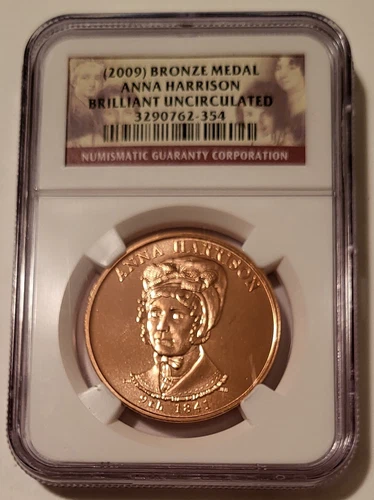 (2009) BRONZE MEDAL
ANNA HARRISON
BRILLIANT UNCIRCULATED
3290762-354
NUMISMATIC GUARANTY CORPORATION
ANNA HARRISON
9th 1841